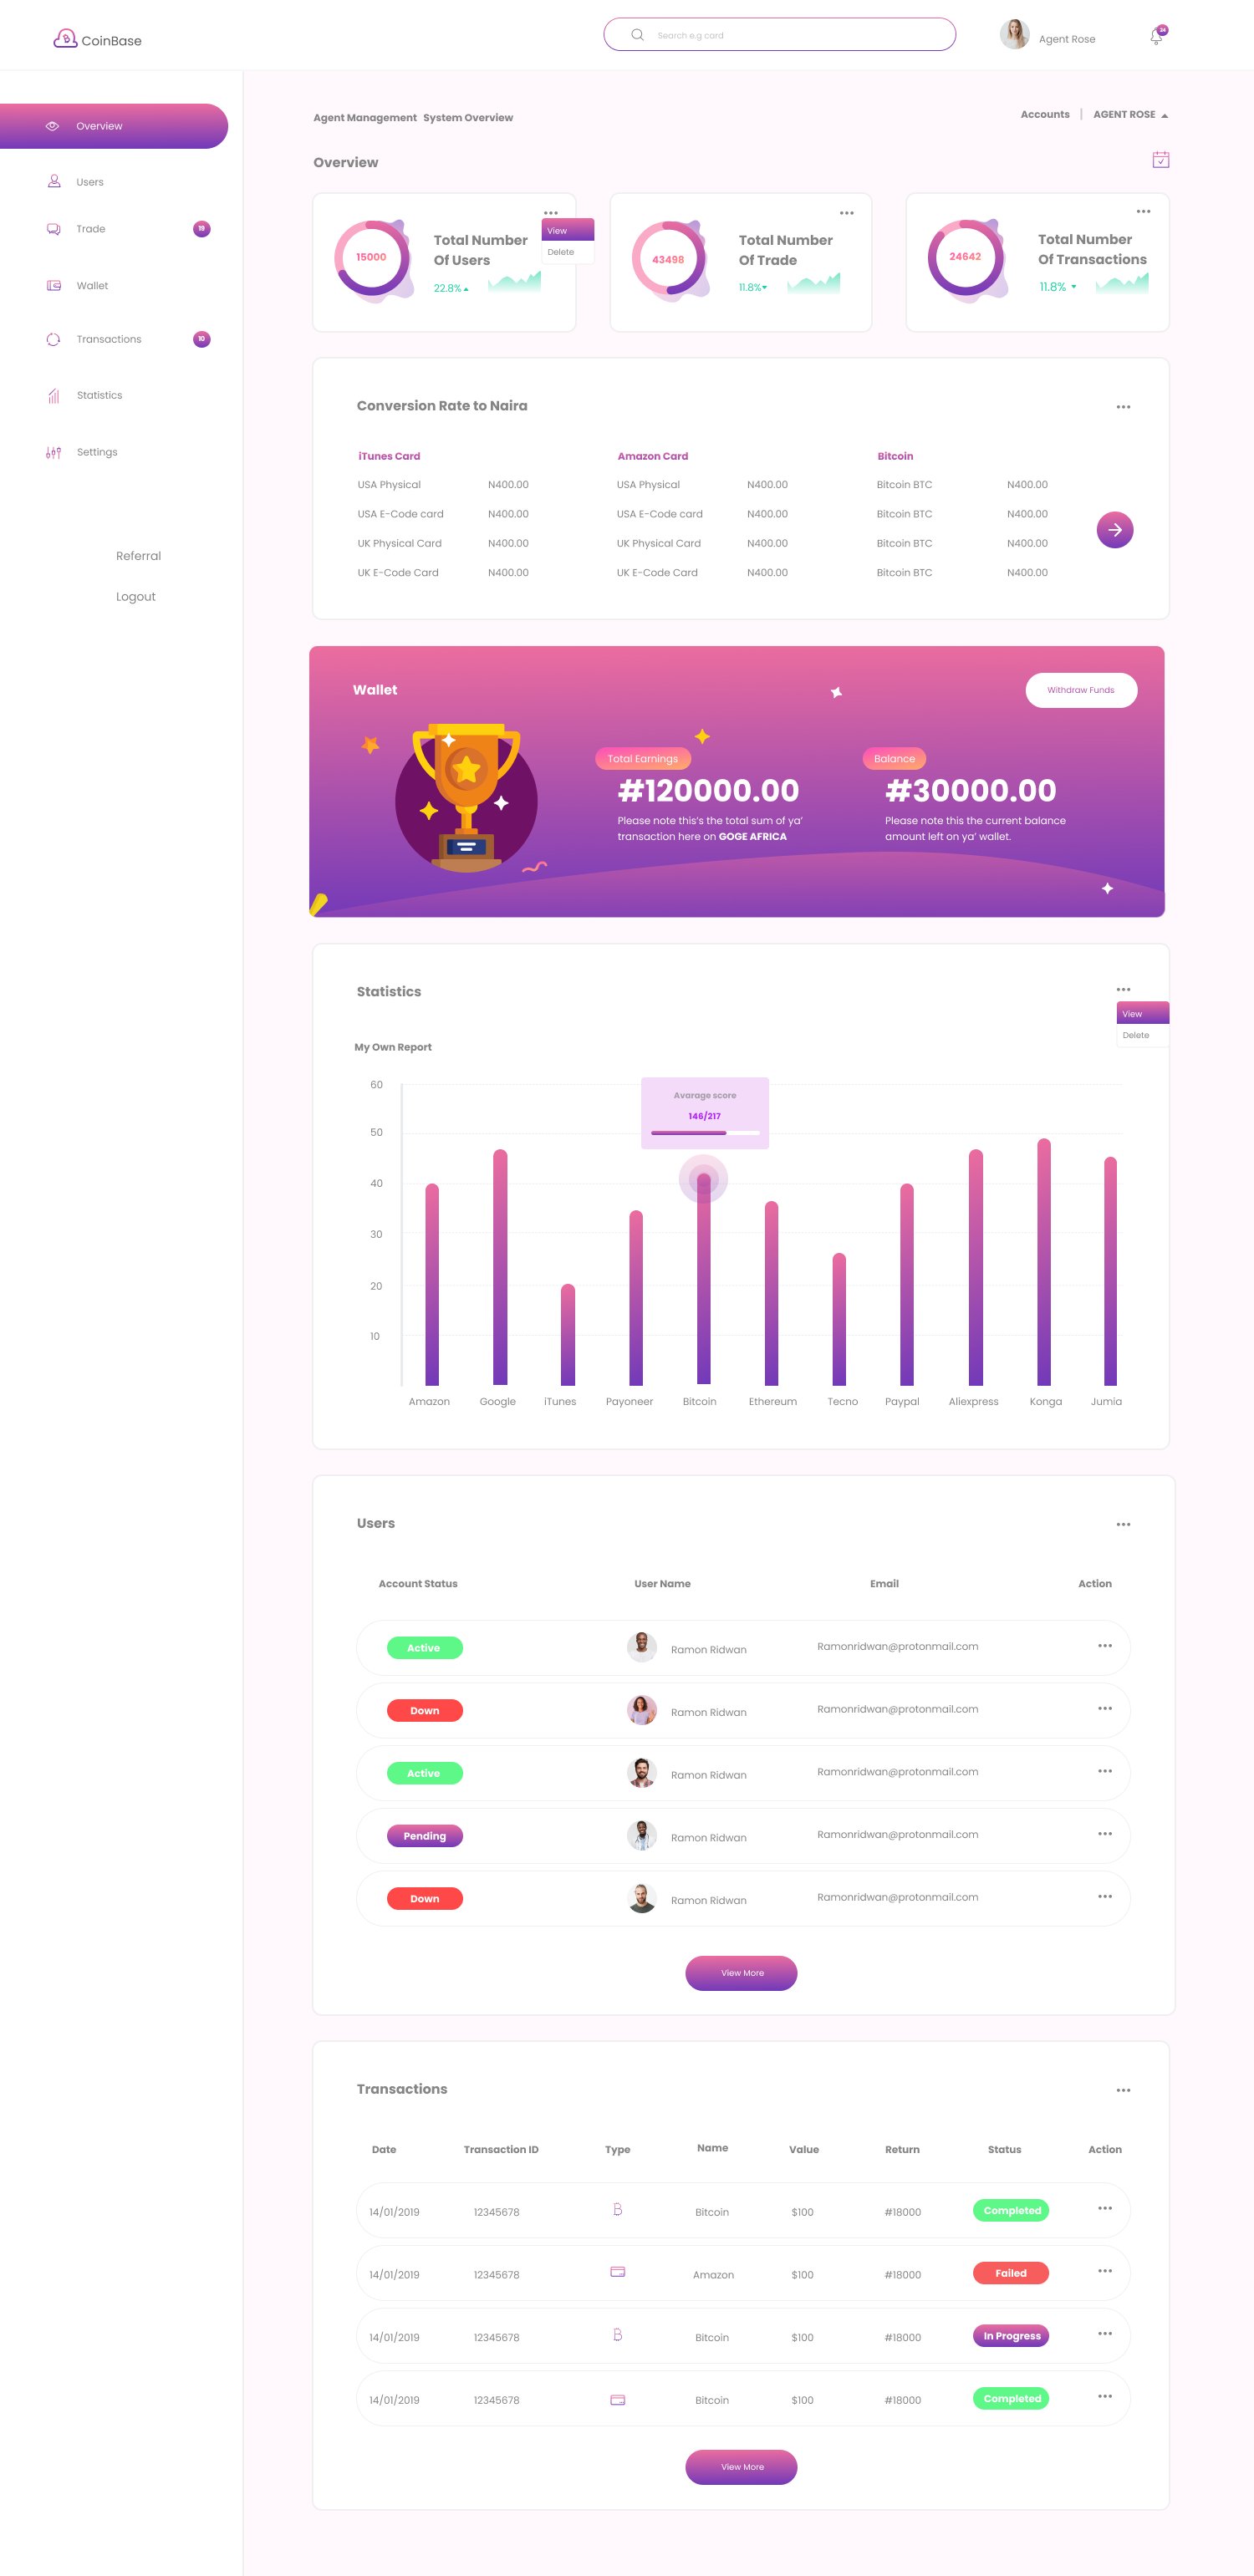 CoinBase
Search e.g card
Agent Rose
24
Overview
Users
Trade
19
Wallet
Transactions
10
Statistics
Settings
Referral
Logout
Agent Management System Overview
Accounts | AGENT ROSE
Overview
15000
Total Number
Of Users
22.8%
View
Delete
43498
Total Number
Of Trade
11.8%
24642
Total Number
Of Transactions
11.8%
Conversion Rate to Naira
iTunes Card Amazon Card Bitcoin
USA Physical N400.00 USA Physical N400.00 Bitcoin BTC N400.00
USA E-Code card N400.00 USA E-Code card N400.00 Bitcoin BTC N400.00
UK Physical Card N400.00 UK Physical Card N400.00 Bitcoin BTC N400.00
UK E-Code Card N400.00 UK E-Code Card N400.00 Bitcoin BTC N400.00
Wallet
Withdraw Funds
Total Earnings
#120000.00
Please note this's the total sum of ya'
transaction here on GOGE AFRICA
Balance
#30000.00
Please note this the current balance
amount left on ya' wallet.
Statistics
View
Delete
My Own Report
60
50
40
30
20
10
Avarage score
146/217
Amazon Google iTunes Payoneer Bitcoin Ethereum Tecno Paypal Aliexpress Konga Jumia
Users
Account Status User Name Email Action
Active Ramon Ridwan Ramonridwan@protonmail.com
Down Ramon Ridwan Ramonridwan@protonmail.com
Active Ramon Ridwan Ramonridwan@protonmail.com
Pending Ramon Ridwan Ramonridwan@protonmail.com
Down Ramon Ridwan Ramonridwan@protonmail.com
View More
Transactions
Date Transaction ID Type Name Value Return Status Action
14/01/2019 12345678 Bitcoin $100 #18000 Completed
14/01/2019 12345678 Amazon $100 #18000 Failed
14/01/2019 12345678 Bitcoin $100 #18000 In Progress
14/01/2019 12345678 Bitcoin $100 #18000 Completed
View More